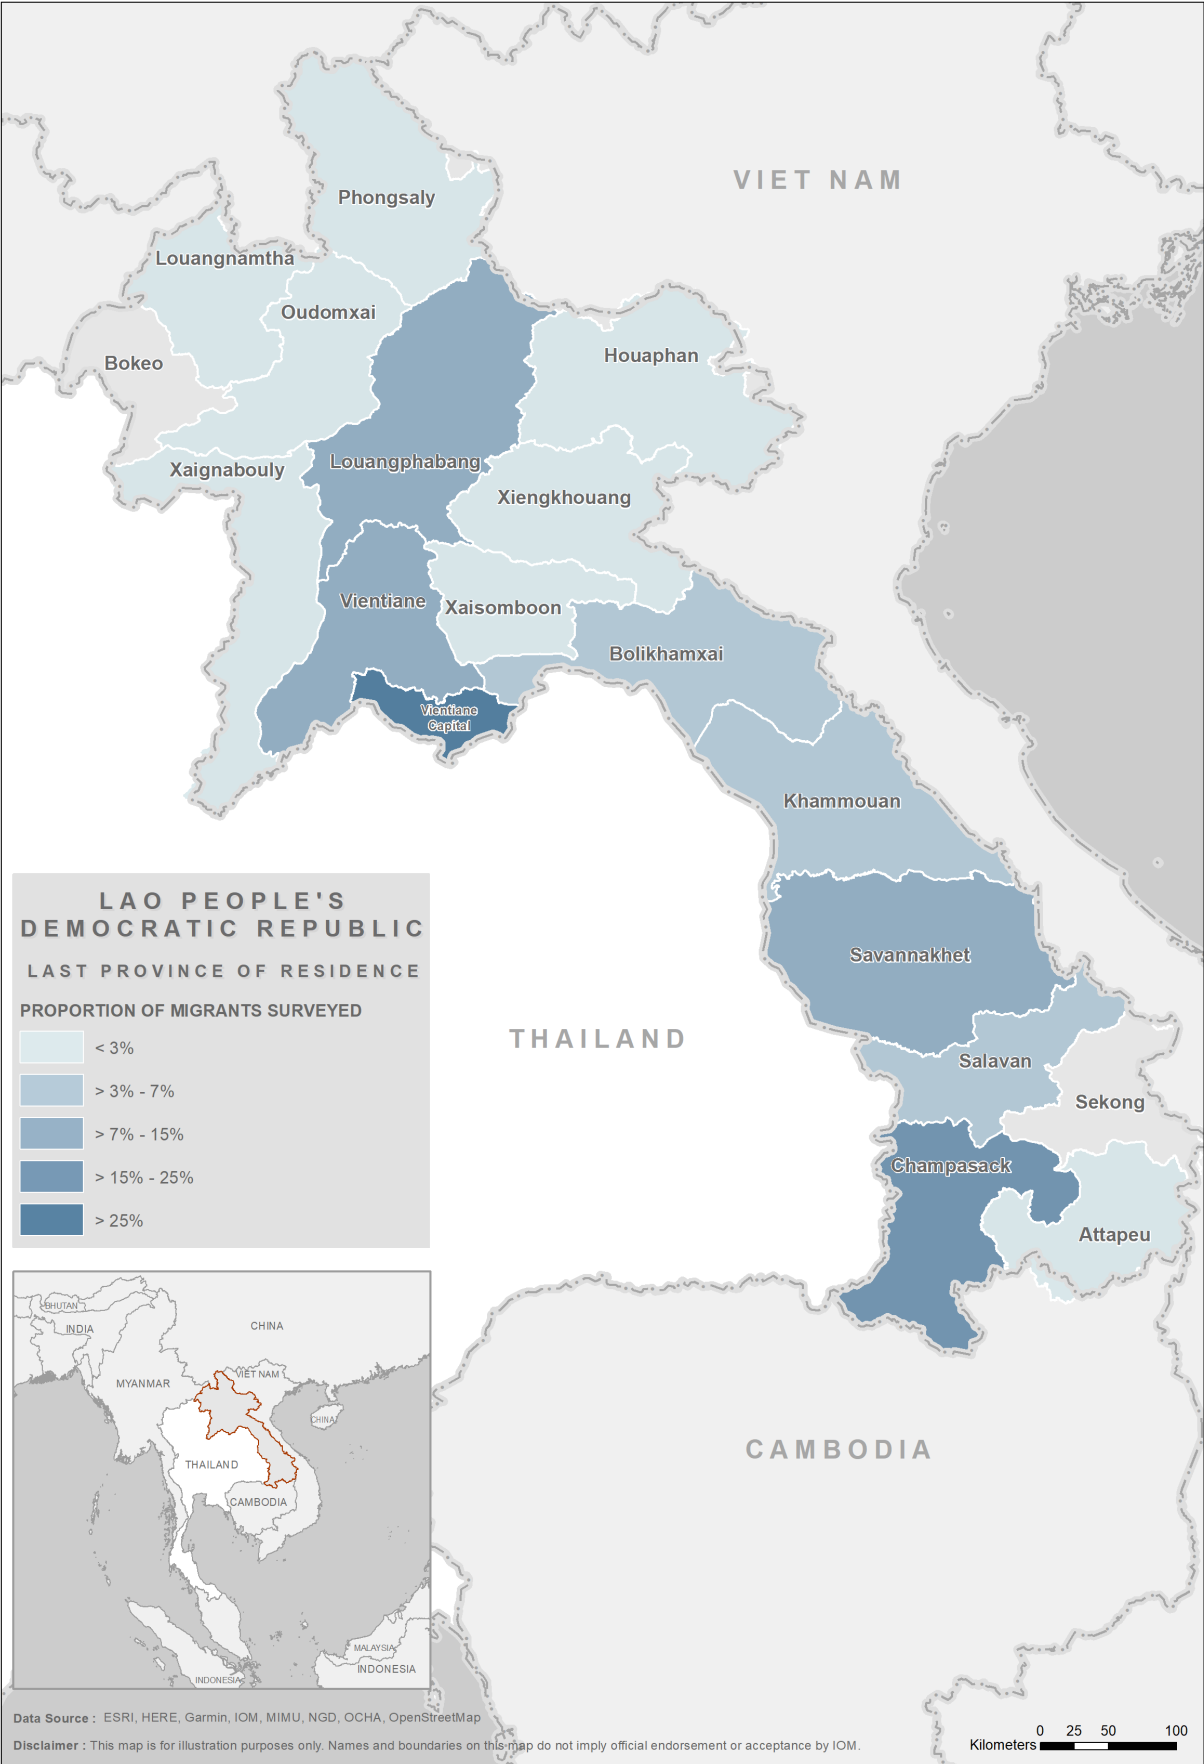 VIET NAM
Phongsaly
Louangnamtha
Oudomxai
Houaphan
Bokeo
Louangphabang
Xaignabouly
Xiengkhouang
Vientiane
Xaisomboon
Bolikhamxai
Vientiane
Capital
Khammouan
Savannakhet
THAILAND
Salavan
Sekong
Champasack
Attapeu
CAMBODIA
LAO PEOPLE'S
DEMOCRATIC REPUBLIC
LAST PROVINCE OF RESIDENCE
PROPORTION OF MIGRANTS SURVEYED
< 3%
> 3% - 7%
> 7% - 15%
> 15% - 25%
> 25%
BHUTAN
INDIA
CHINA
MYANMAR
VIET NAM
CHINA
THAILAND
CAMBODIA
MALAYSIA
INDONESIA
INDONESIA
Data Source : ESRI, HERE, Garmin, IOM, MIMU, NGD, OCHA, OpenStreetMap
Disclaimer : This map is for illustration purposes only. Names and boundaries on this map do not imply official endorsement or acceptance by IOM.
0 25 50 100
Kilometers